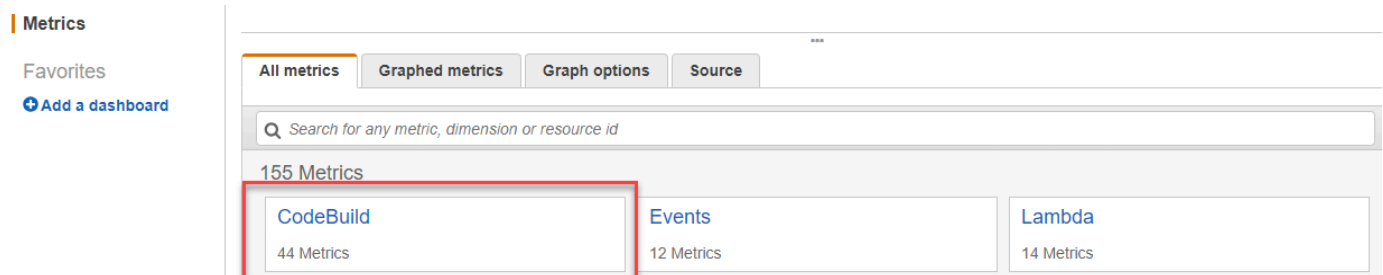 Metrics
Favorites
Add a dashboard
All metrics Graphed metrics Graph options Source
Search for any metric, dimension or resource id
155 Metrics
CodeBuild Events Lambda
44 Metrics 12 Metrics 14 Metrics